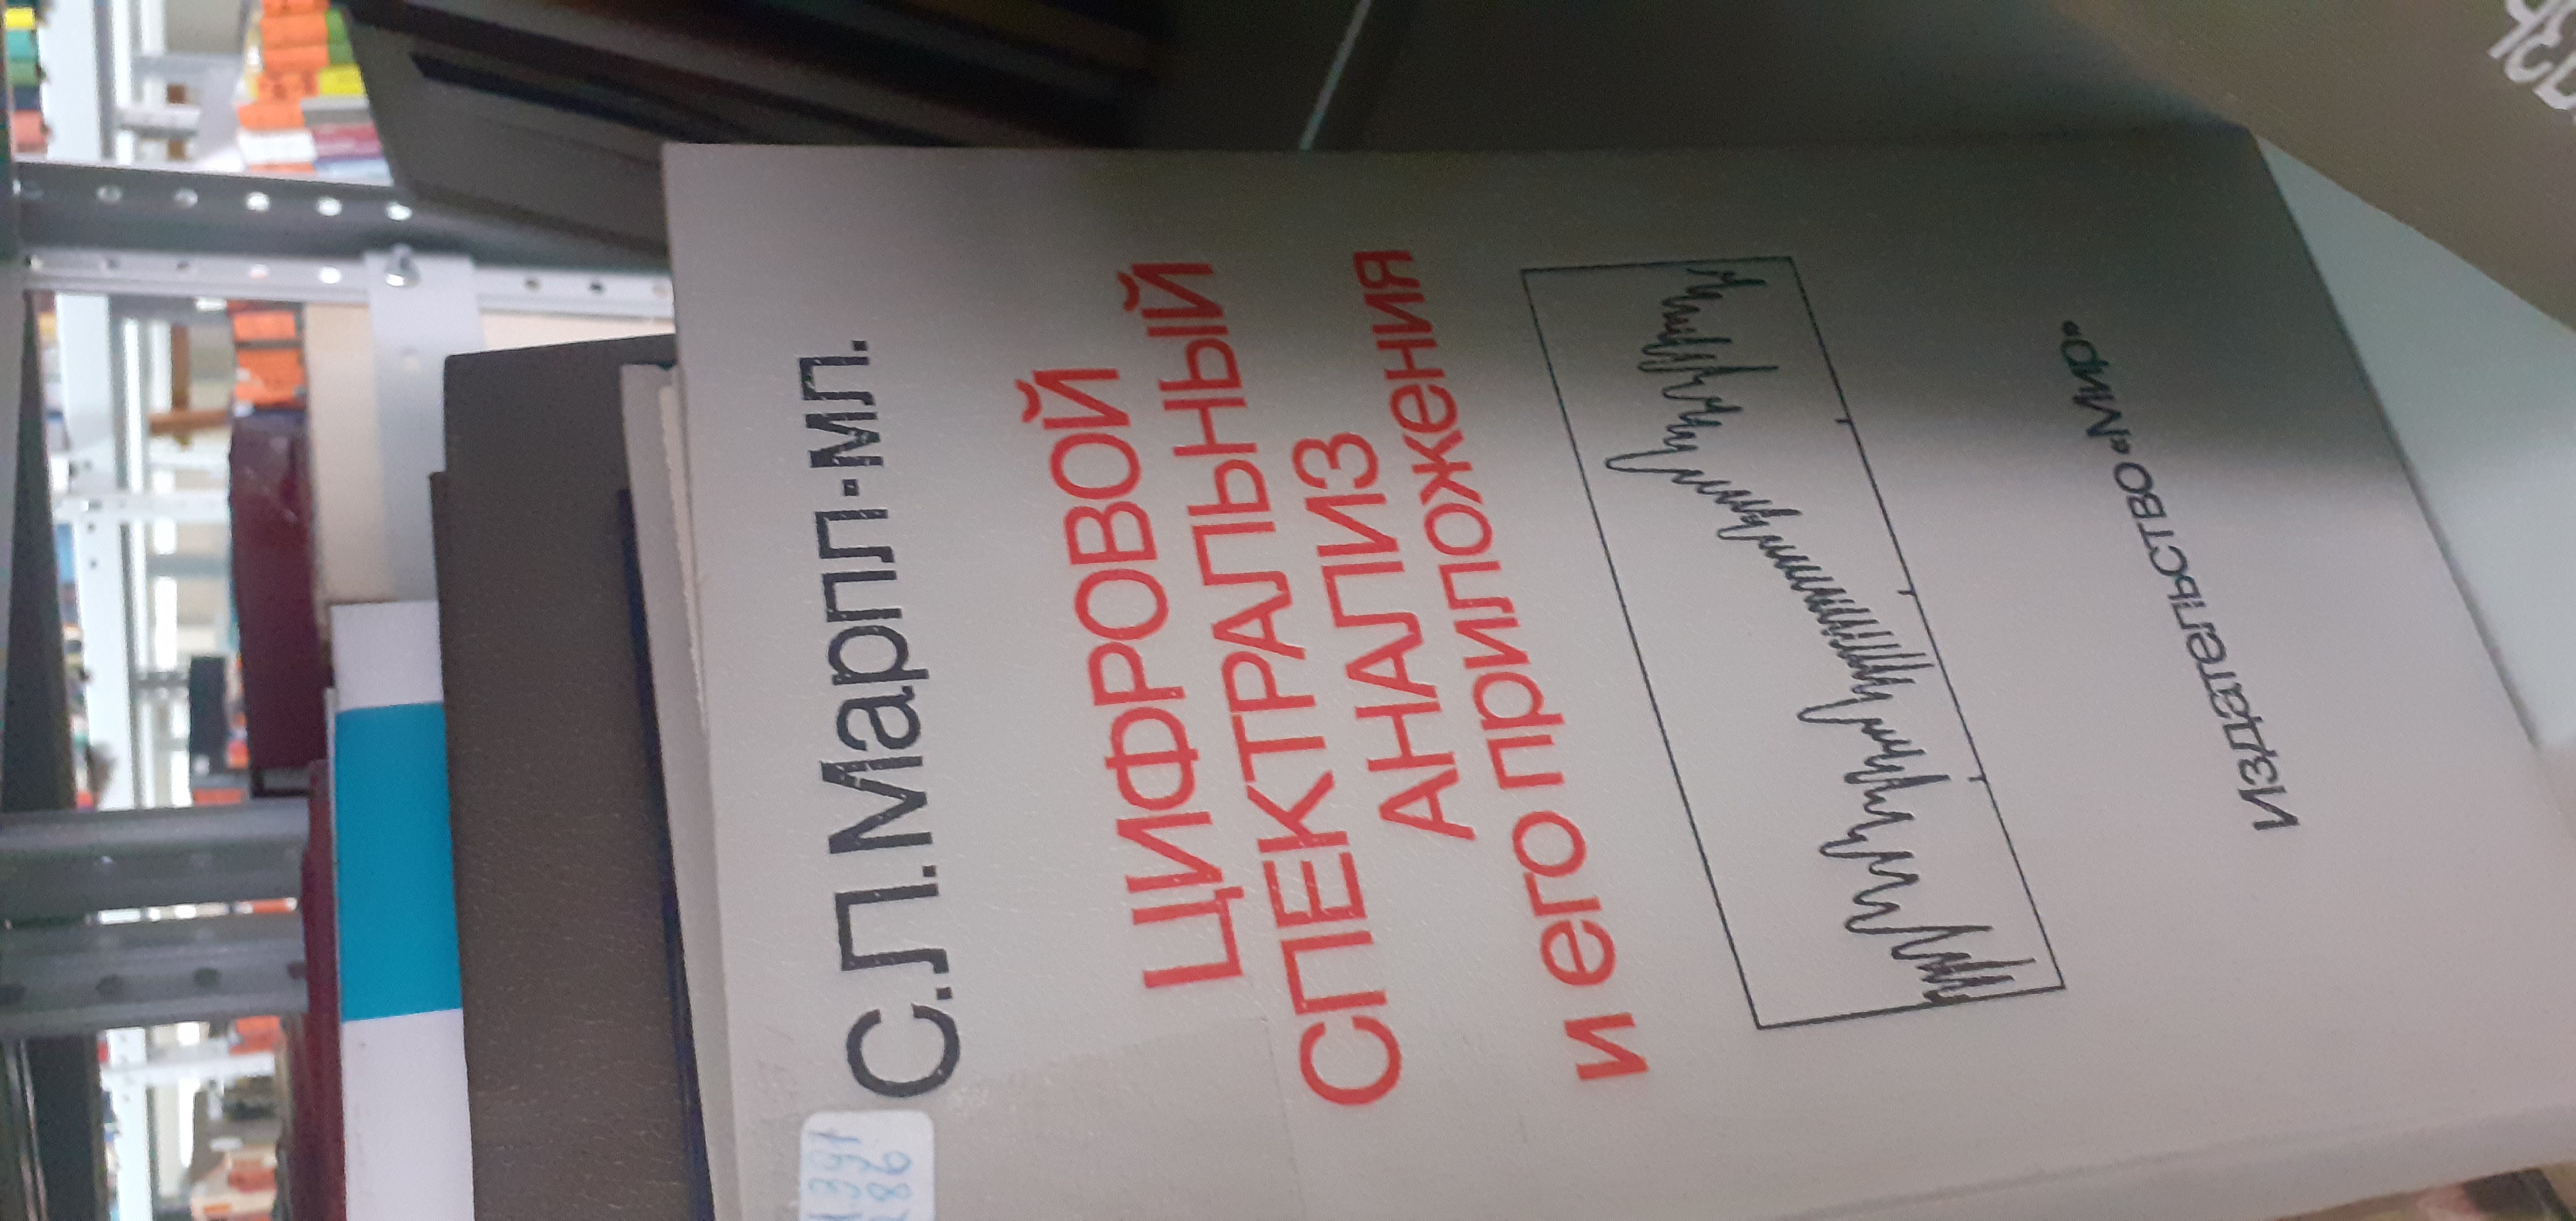 С.Л.Марпл-мл.
ЦИФРОВОЙ
СПЕКТРАЛЬНЫЙ
АНАЛИЗ
и его приложения
Издательство «Мир»